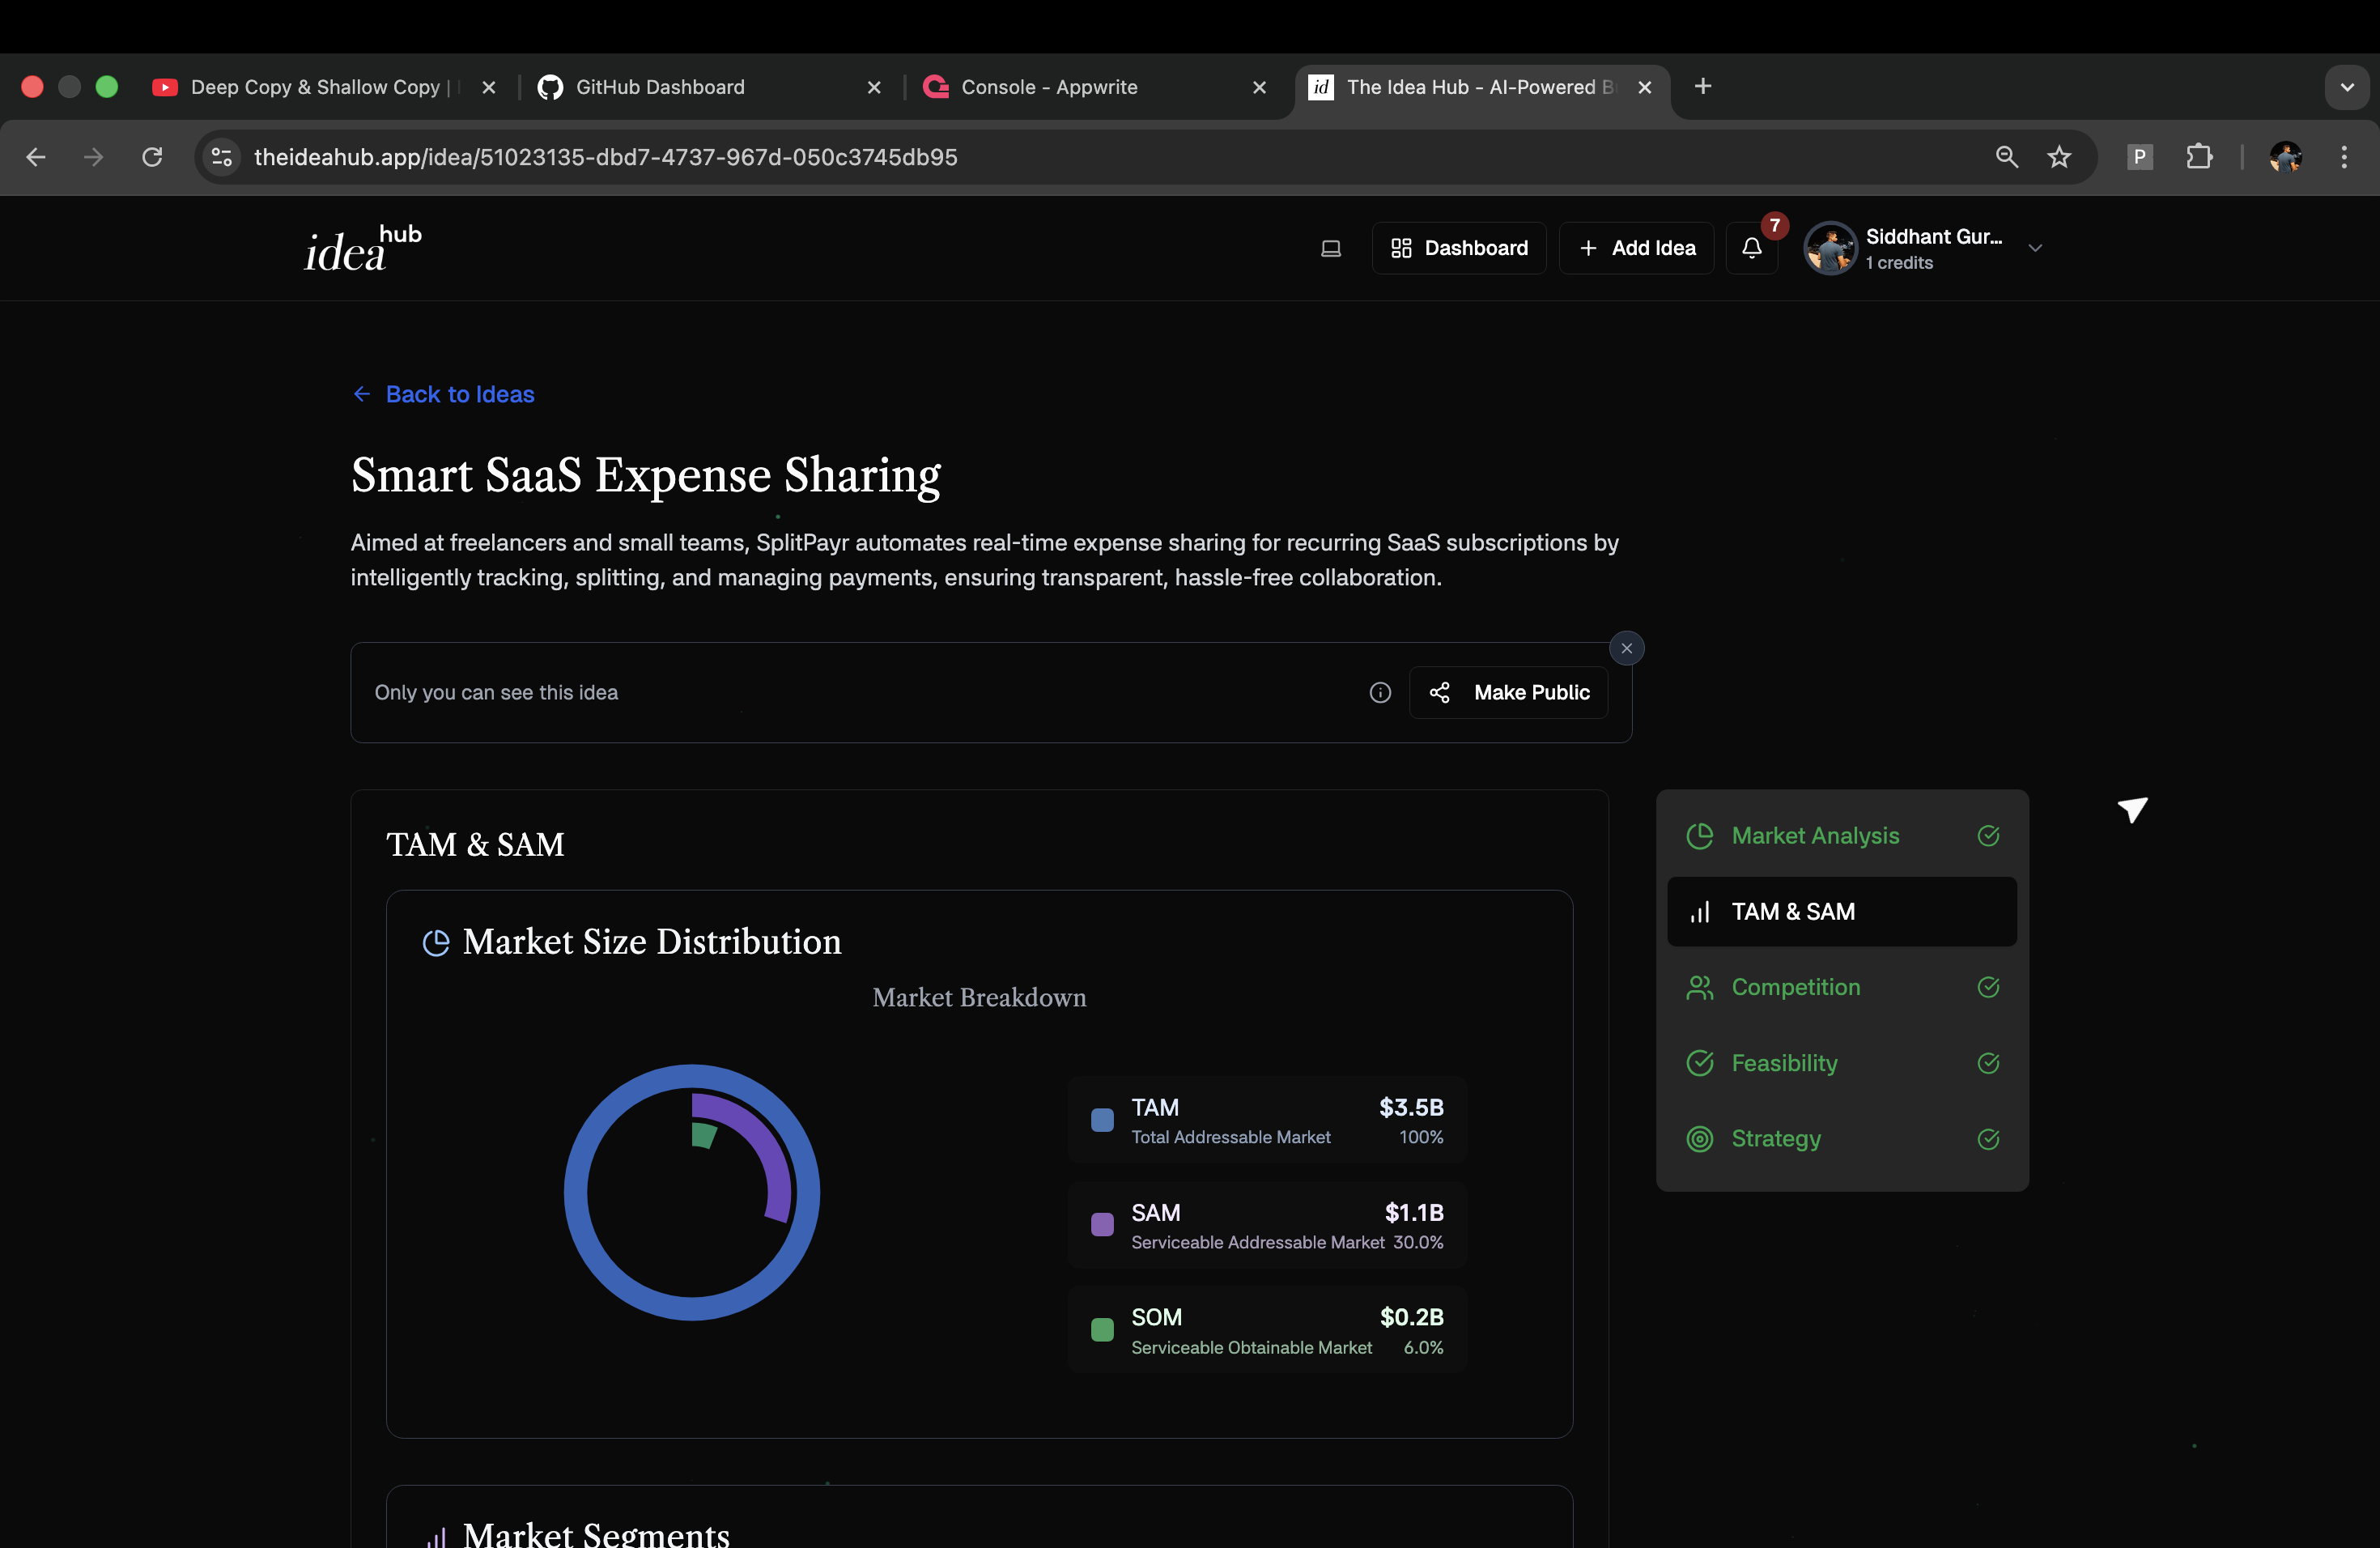 Deep Copy & Shallow Copy |
GitHub Dashboard
Console - Appwrite
id
The Idea Hub - AI-Powered B
theideahub.app/idea/51023135-dbd7-4737-967d-050c3745db95
P
idea hub
Dashboard
Add Idea
7
Siddhant Gur...
1 credits
Back to Ideas
Smart SaaS Expense Sharing
Aimed at freelancers and small teams, SplitPayr automates real-time expense sharing for recurring SaaS subscriptions by
intelligently tracking, splitting, and managing payments, ensuring transparent, hassle-free collaboration.
Only you can see this idea
Make Public
TAM & SAM
Market Size Distribution
Market Breakdown
TAM $3.5B
Total Addressable Market 100%
SAM $1.1B
Serviceable Addressable Market 30.0%
SOM $0.2B
Serviceable Obtainable Market 6.0%
Market Segments
Market Analysis
TAM & SAM
Competition
Feasibility
Strategy